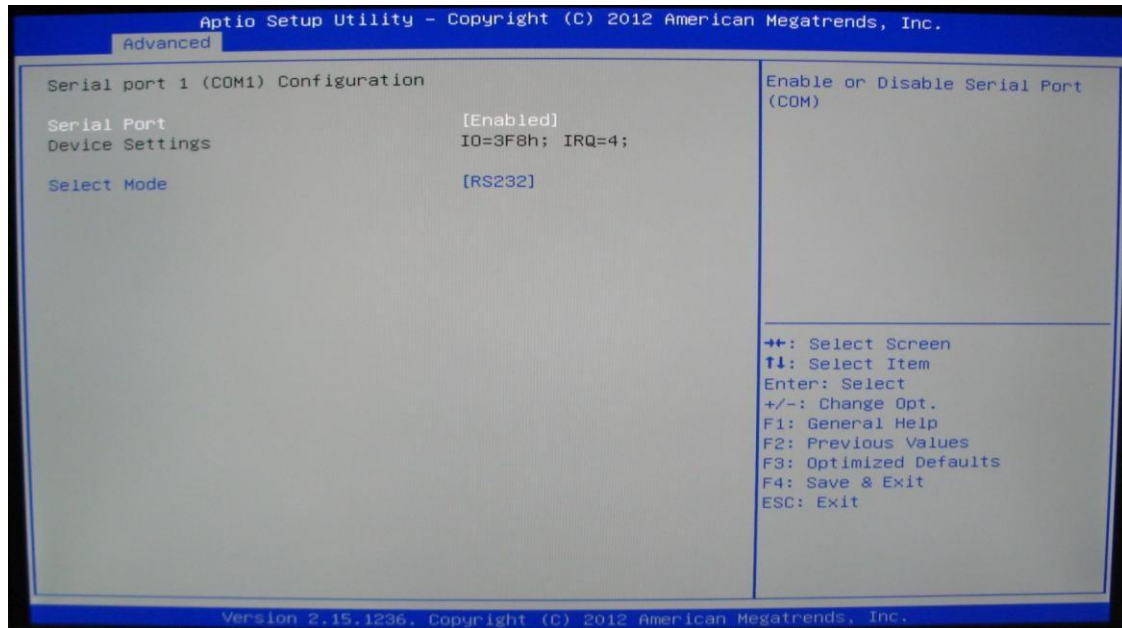 Aptio Setup Utility – Copyright (C) 2012 American Megatrends, Inc.
Advanced
Serial port 1 (COM1) Configuration
Serial Port [Enabled]
Device Settings IO=3F8h; IRQ=4;
Select Mode [RS232]
Enable or Disable Serial Port
(COM)
→←: Select Screen
↑↓: Select Item
Enter: Select
+/-: Change Opt.
F1: General Help
F2: Previous Values
F3: Optimized Defaults
F4: Save & Exit
ESC: Exit
Version 2.15.1236. Copyright (C) 2012 American Megatrends, Inc.